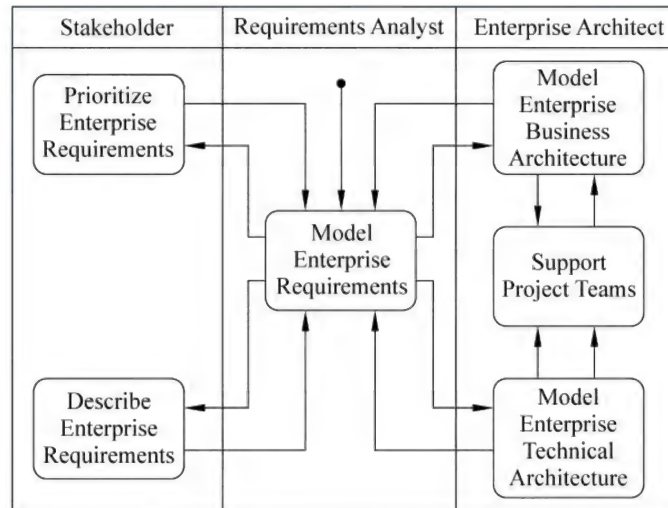 Stakeholder
Requirements Analyst
Enterprise Architect
Prioritize
Enterprise
Requirements
Model
Enterprise
Business
Architecture
Model
Enterprise
Requirements
Support
Project Teams
Describe
Enterprise
Requirements
Model
Enterprise
Technical
Architecture